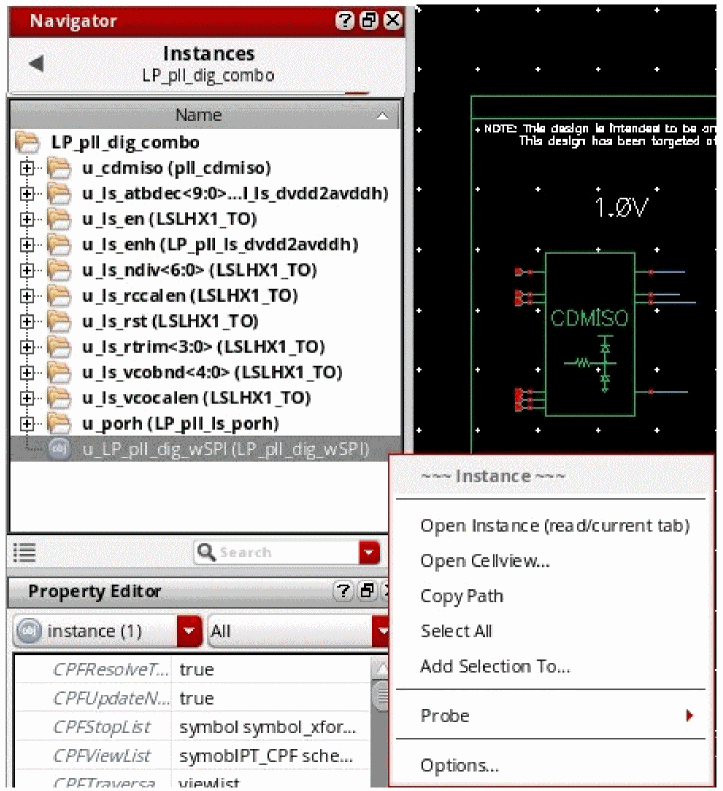 Navigator
Instances
LP_pll_dig_combo
Name
LP_pll_dig_combo
u_cdmiso (pll_cdmiso)
u_ls_atbdec<9:0>...l_ls_dvdd2avddh)
u_ls_en (LSLHX1_TO)
u_ls_enh (LP_pll_ls_dvdd2avddh)
u_ls_ndiv<6:0> (LSLHX1_TO)
u_ls_rccalen (LSLHX1_TO)
u_ls_rst (LSLHX1_TO)
u_ls_rtrim<3:0> (LSLHX1_TO)
u_ls_vcobnd<4:0> (LSLHX1_TO)
u_ls_vcocalen (LSLHX1_TO)
u_porh (LP_pll_ls_porh)
u_LP_pll_dig_wSPI (LP_pll_dig_wSPI)
Search
Property Editor
obj instance (1) All
CPFResolveT... true
CPFUpdateN... true
CPFStopList symbol symbol_xfor...
CPFViewList symoblPT_CPF sche...
CPFTraversa viewlist
NOTE: This design is intended to be on
This design has been targeted of
1.0V
CDMISO
~~~ Instance ~~~
Open Instance (read/current tab)
Open Cellview...
Copy Path
Select All
Add Selection To...
Probe
Options...